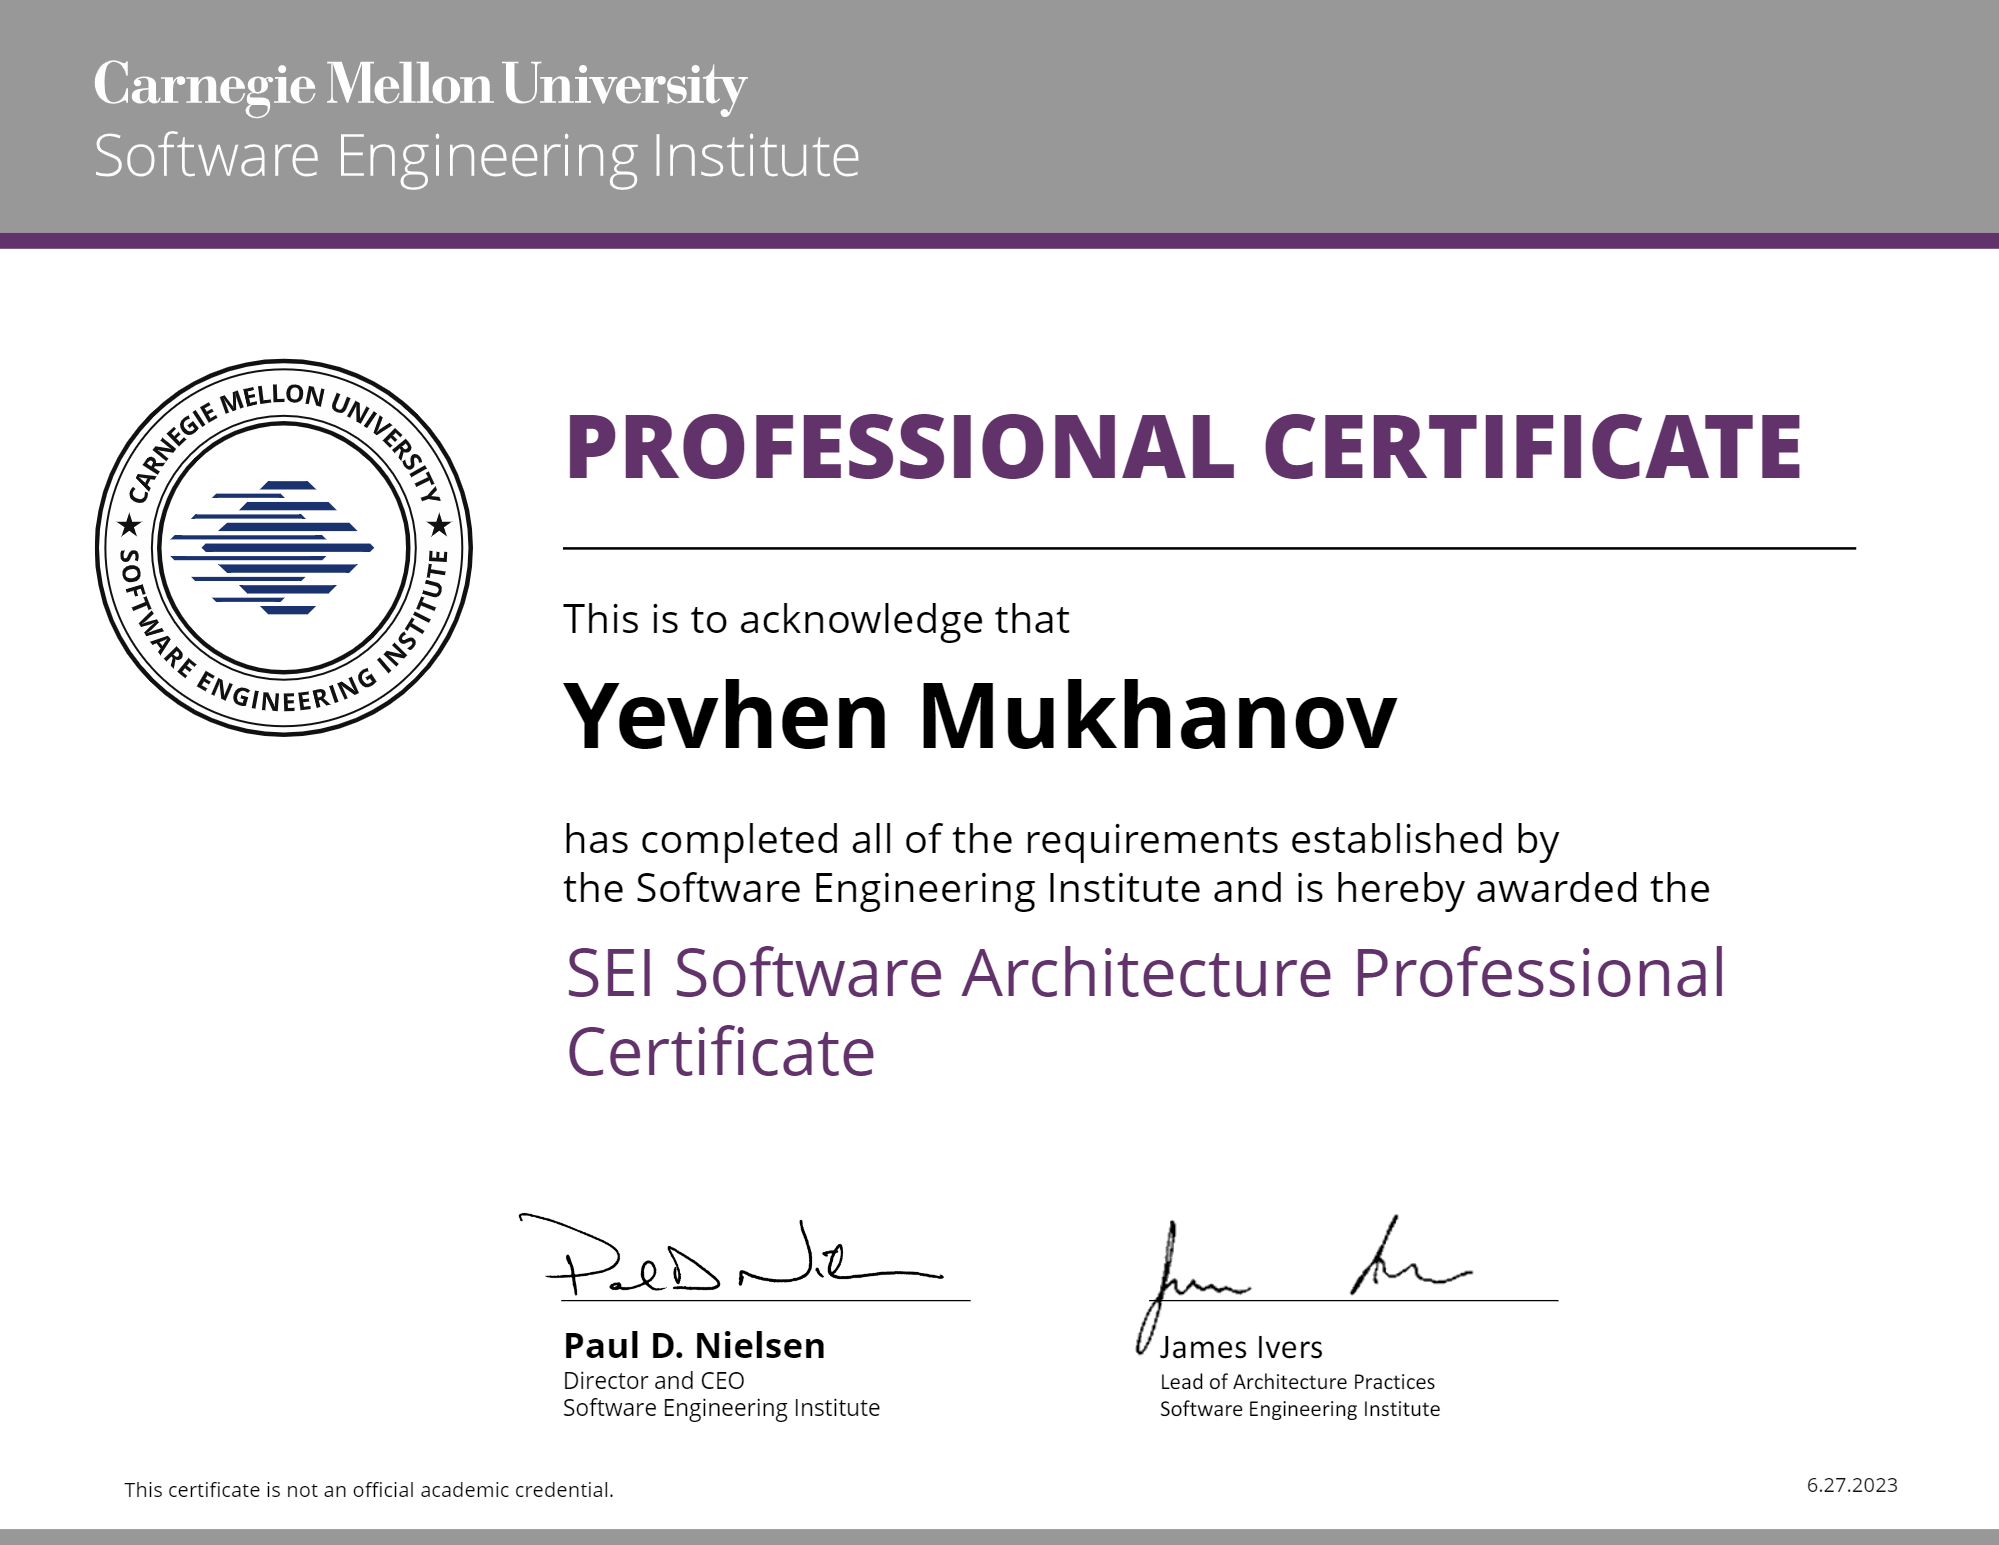 Carnegie Mellon University
Software Engineering Institute
CARNEGIE MELLON UNIVERSITY
★ ★
SOFTWARE ENGINEERING INSTITUTE
PROFESSIONAL CERTIFICATE
This is to acknowledge that
Yevhen Mukhanov
has completed all of the requirements established by
the Software Engineering Institute and is hereby awarded the
SEI Software Architecture Professional
Certificate
Paul D. Nielsen
Director and CEO
Software Engineering Institute
James Ivers
Lead of Architecture Practices
Software Engineering Institute
This certificate is not an official academic credential.
6.27.2023